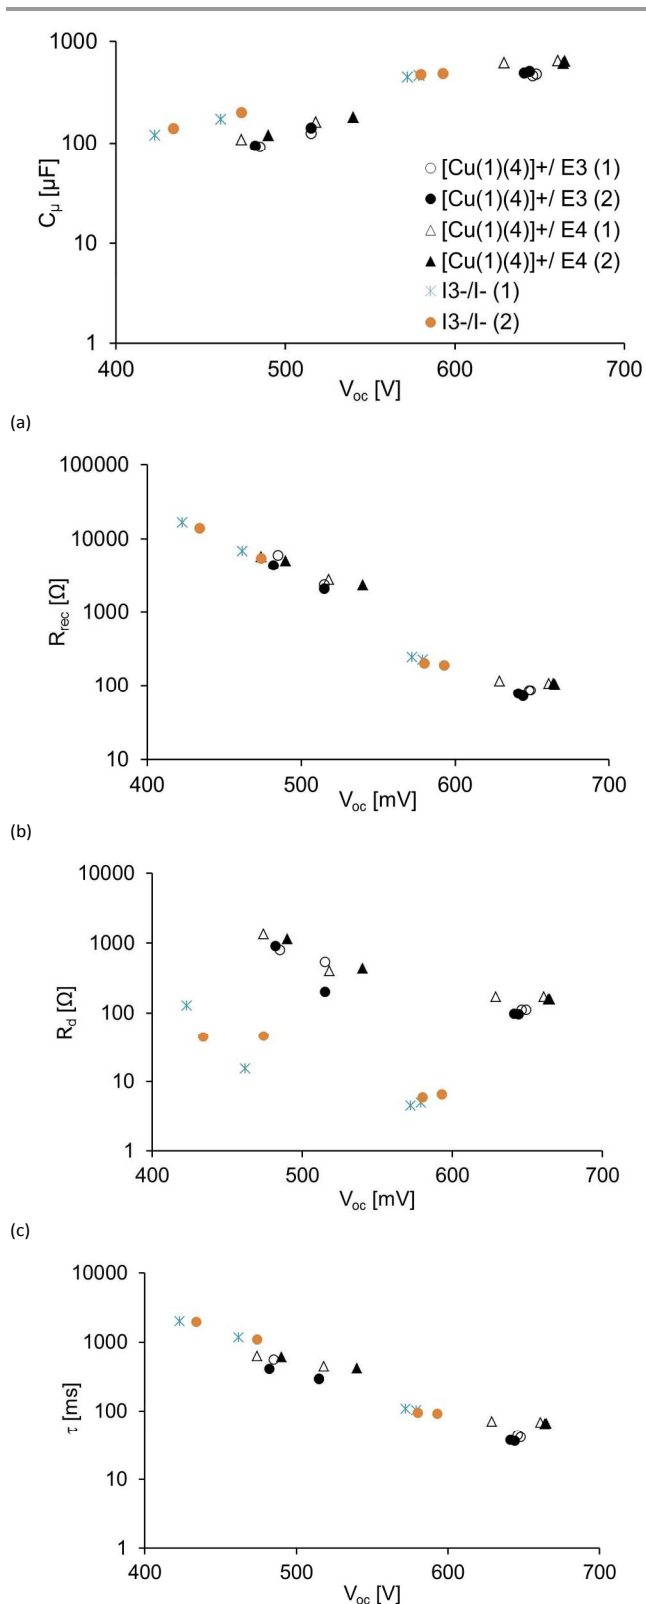 1000
100
10
1
Cμ [μF]
[Cu(1)(4)]+/ E3 (1)
[Cu(1)(4)]+/ E3 (2)
[Cu(1)(4)]+/ E4 (1)
[Cu(1)(4)]+/ E4 (2)
I3-/I- (1)
I3-/I- (2)
400 500 600 700
Voc [V]
(a)
100000
10000
1000
100
10
Rrec [Ω]
400 500 600 700
Voc [mV]
(b)
10000
1000
100
10
1
Rd [Ω]
400 500 600 700
Voc [mV]
(c)
10000
1000
100
10
1
τ [ms]
400 500 600 700
Voc [V]